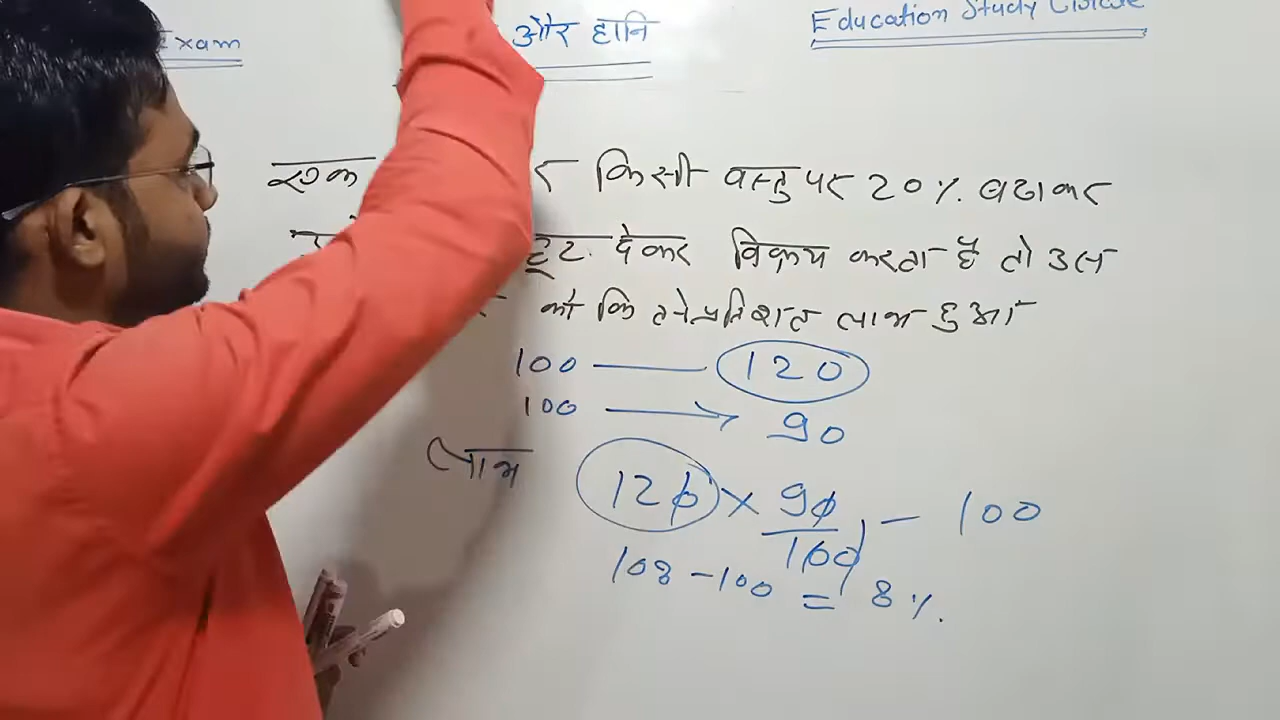 Exam
और हानि
Education Study
एक किसी वस्तु पर 20% बढाकर
छूट देकर विक्रय करता है तो उस
को कितने प्रतिशत लाभ हुआ
100 —— 120
100 ——> 90
लाभ 120 × 90/100 - 100
108 - 100 = 8%.